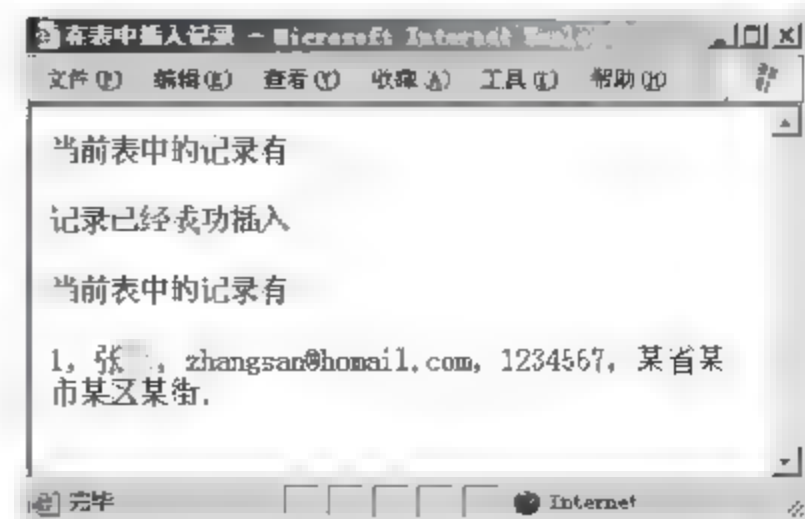 在表中插入记录 - Microsoft Internet
文件(F) 编辑(E) 查看(V) 收藏(A) 工具(T) 帮助(H)
当前表中的记录有
记录已经成功插入
当前表中的记录有
1, 张 , zhangsan@homail.com, 1234567, 某省某
市某区某街.
完毕 Internet